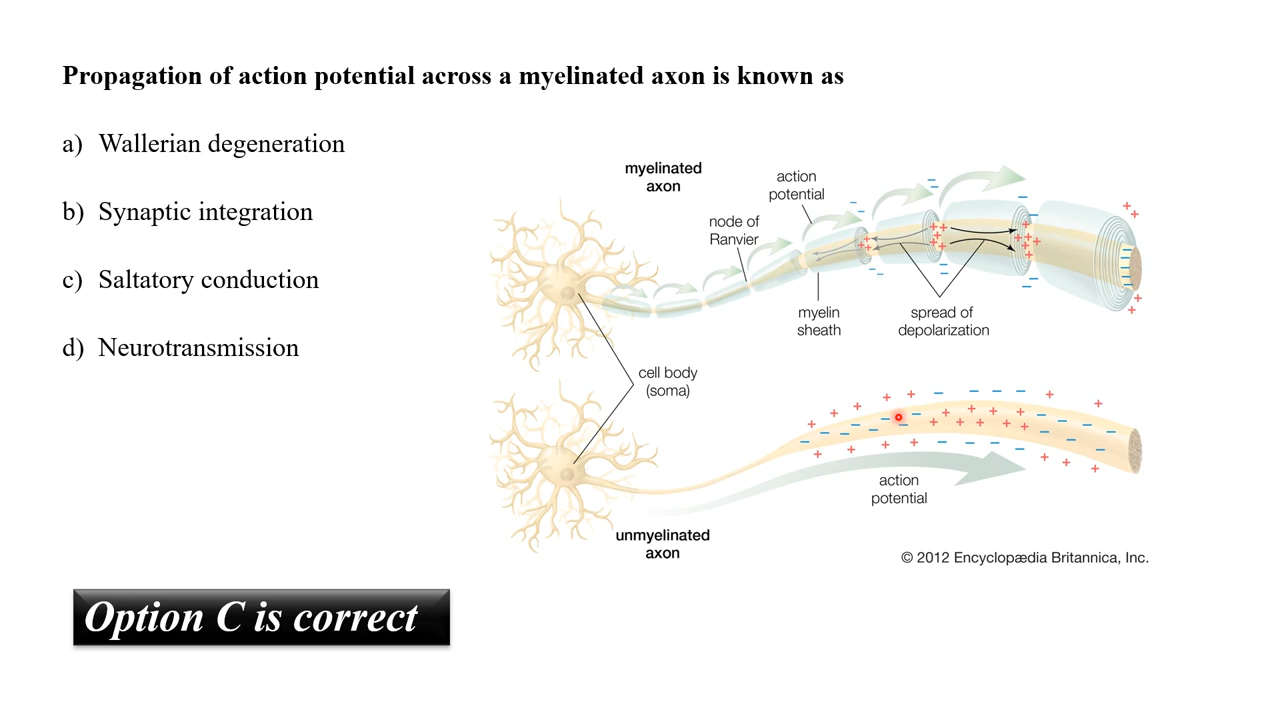 Propagation of action potential across a myelinated axon is known as
a) Wallerian degeneration
b) Synaptic integration
c) Saltatory conduction
d) Neurotransmission
myelinated
axon
action
potential
node of
Ranvier
myelin
sheath
spread of
depolarization
cell body
(soma)
action
potential
unmyelinated
axon
© 2012 Encyclopædia Britannica, Inc.
Option C is correct